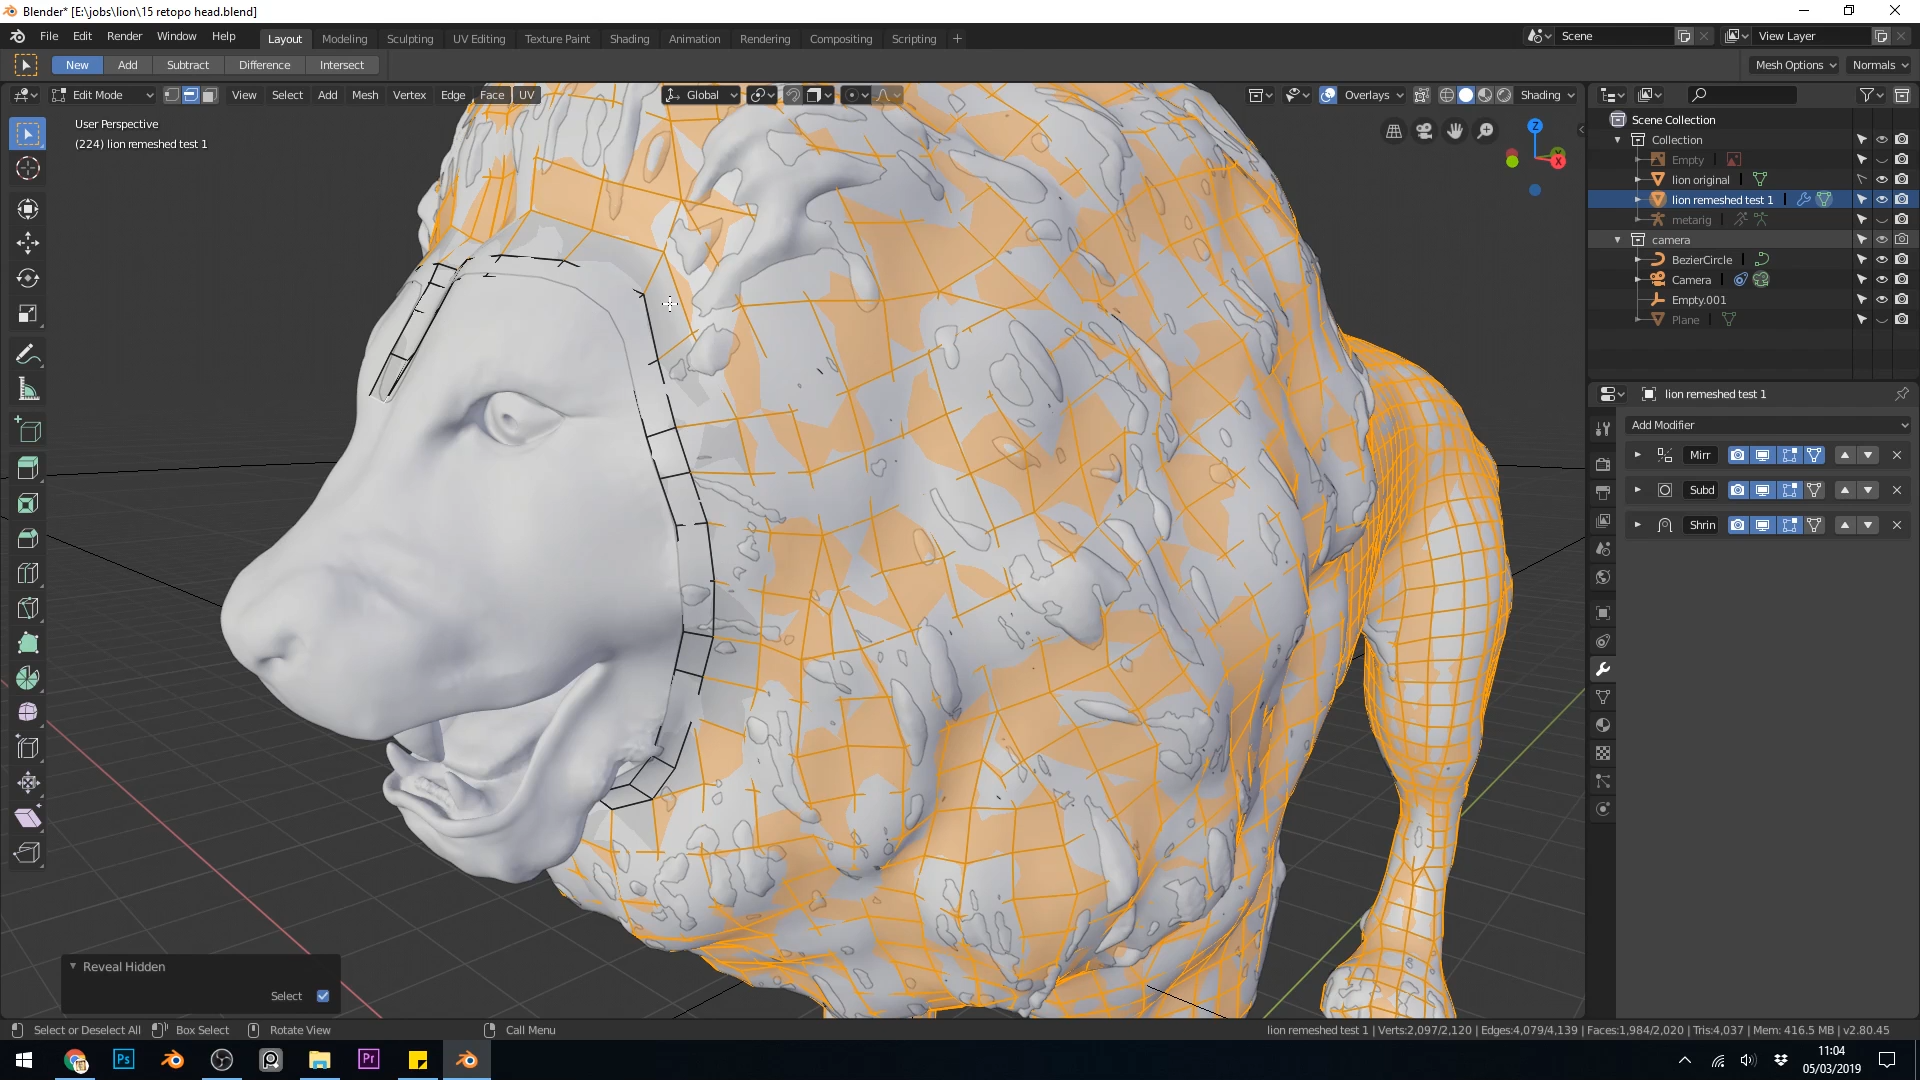 Blender* [E:\jobs\lion\15 retopo head.blend]
File Edit Render Window Help Layout Modeling Sculpting UV Editing Texture Paint Shading Animation Rendering Compositing Scripting + Scene View Layer
New Add Subtract Difference Intersect Mesh Options Normals
Edit Mode View Select Add Mesh Vertex Edge Face UV Global Overlays Shading
User Perspective
(224) lion remeshed test 1
Z
X
Y
Scene Collection
Collection
Empty
lion original
lion remeshed test 1
metarig
camera
BezierCircle
Camera
Empty.001
Plane
lion remeshed test 1
Add Modifier
Mirr
Subd
Shrin
Reveal Hidden
Select
Select or Deselect All Box Select Rotate View Call Menu lion remeshed test 1 | Verts:2,097/2,120 | Edges:4,079/4,139 | Faces:1,984/2,020 | Tris:4,037 | Mem: 416.5 MB | v2.80.45
Ps Pr
11:04
05/03/2019